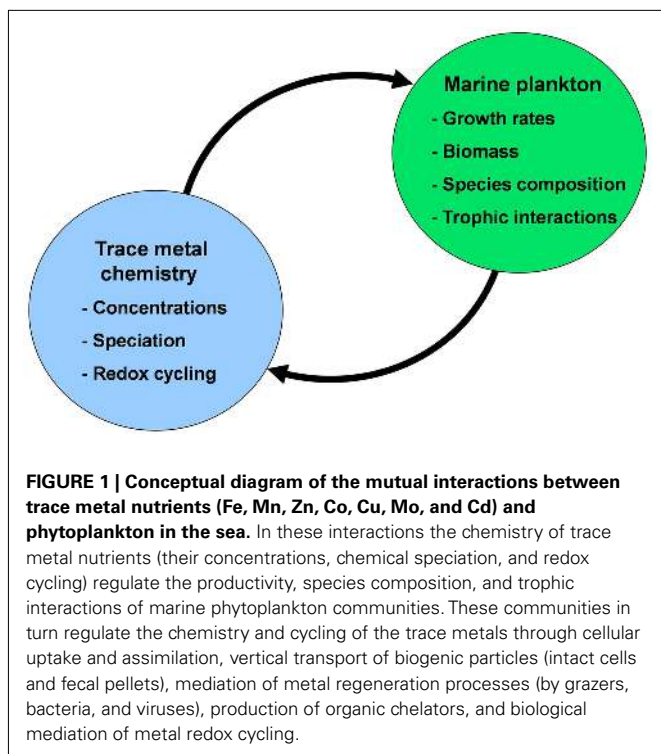 Marine plankton
- Growth rates
- Biomass
- Species composition
- Trophic interactions
Trace metal
chemistry
- Concentrations
- Speciation
- Redox cycling
FIGURE 1 | Conceptual diagram of the mutual interactions between
trace metal nutrients (Fe, Mn, Zn, Co, Cu, Mo, and Cd) and
phytoplankton in the sea. In these interactions the chemistry of trace
metal nutrients (their concentrations, chemical speciation, and redox
cycling) regulate the productivity, species composition, and trophic
interactions of marine phytoplankton communities. These communities in
turn regulate the chemistry and cycling of the trace metals through cellular
uptake and assimilation, vertical transport of biogenic particles (intact cells
and fecal pellets), mediation of metal regeneration processes (by grazers,
bacteria, and viruses), production of organic chelators, and biological
mediation of metal redox cycling.